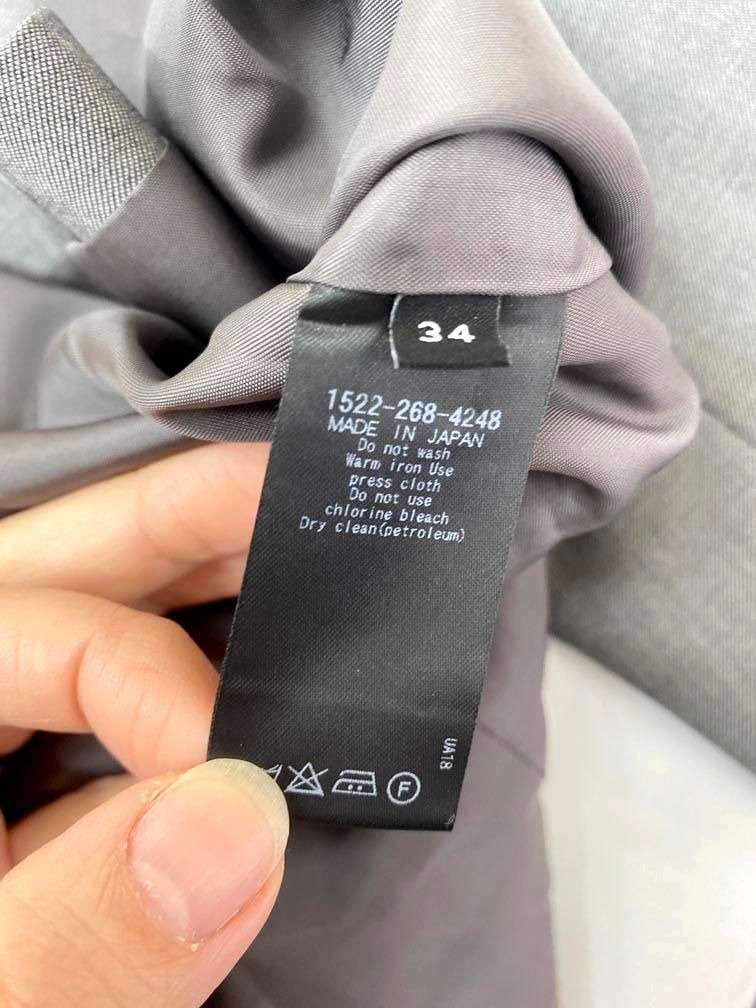 34
1522-268-4248
MADE IN JAPAN
Do not wash
Warm iron Use
press cloth
Do not use
chlorine bleach
Dry clean(petroleum)
UA18
F